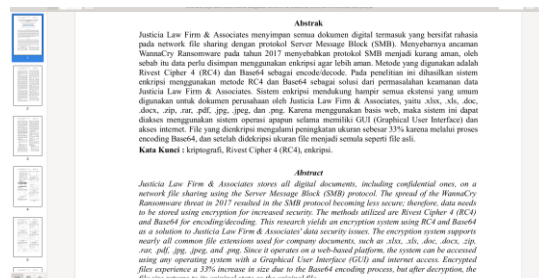 Abstrak
Justicia Law Firm & Associates menyimpan semua dokumen digital termasuk yang bersifat rahasia
pada network file sharing dengan protokol Server Message Block (SMB). Menyebarnya ancaman
WannaCry Ransomware pada tahun 2017 menyebabkan protokol SMB menjadi kurang aman, oleh
sebab itu data perlu disimpan menggunakan enkripsi agar lebih aman. Metode yang digunakan adalah
Rivest Cipher 4 (RC4) dan Base64 sebagai encode/decode. Pada penelitian ini dihasilkan sistem
enkripsi menggunakan metode RC4 dan Base64 sebagai solusi dari permasalahan keamanan data
Justicia Law Firm & Associates. Sistem enkripsi mendukung hampir semua ekstensi yang umum
digunakan untuk dokumen perusahaan oleh Justicia Law Firm & Associates, yaitu .xlsx, .xls, .doc,
.docx, .zip, .rar, .pdf, .jpg, .jpeg, dan .png. Karena menggunakan basis web, maka sistem ini dapat
diakses menggunakan sistem operasi apapun selama memiliki GUI (Graphical User Interface) dan
akses internet. File yang dienkripsi mengalami peningkatan ukuran sebesar 33% karena melalui proses
encoding Base64, dan setelah didekripsi ukuran file menjadi semula seperti file asli.
Kata Kunci : kriptografi, Rivest Cipher 4 (RC4), enkripsi.
Abstract
Justicia Law Firm & Associates stores all digital documents, including confidential ones, on a
network file sharing using the Server Message Block (SMB) protocol. The spread of the WannaCry
Ransomware threat in 2017 resulted in the SMB protocol becoming less secure; therefore, data needs
to be stored using encryption for increased security. The methods utilized are Rivest Cipher 4 (RC4)
and Base64 for encoding/decoding. This research yields an encryption system using RC4 and Base64
as a solution to Justicia Law Firm & Associates' data security issues. The encryption system supports
nearly all common file extensions used for company documents, such as .xlsx, .xls, .doc, .docx, .zip,
.rar, .pdf, .jpg, .jpeg, and .png. Since it operates on a web-based platform, the system can be accessed
using any operating system with a Graphical User Interface (GUI) and internet access. Encrypted
files experience a 33% increase in size due to the Base64 encoding process, but after decryption, the